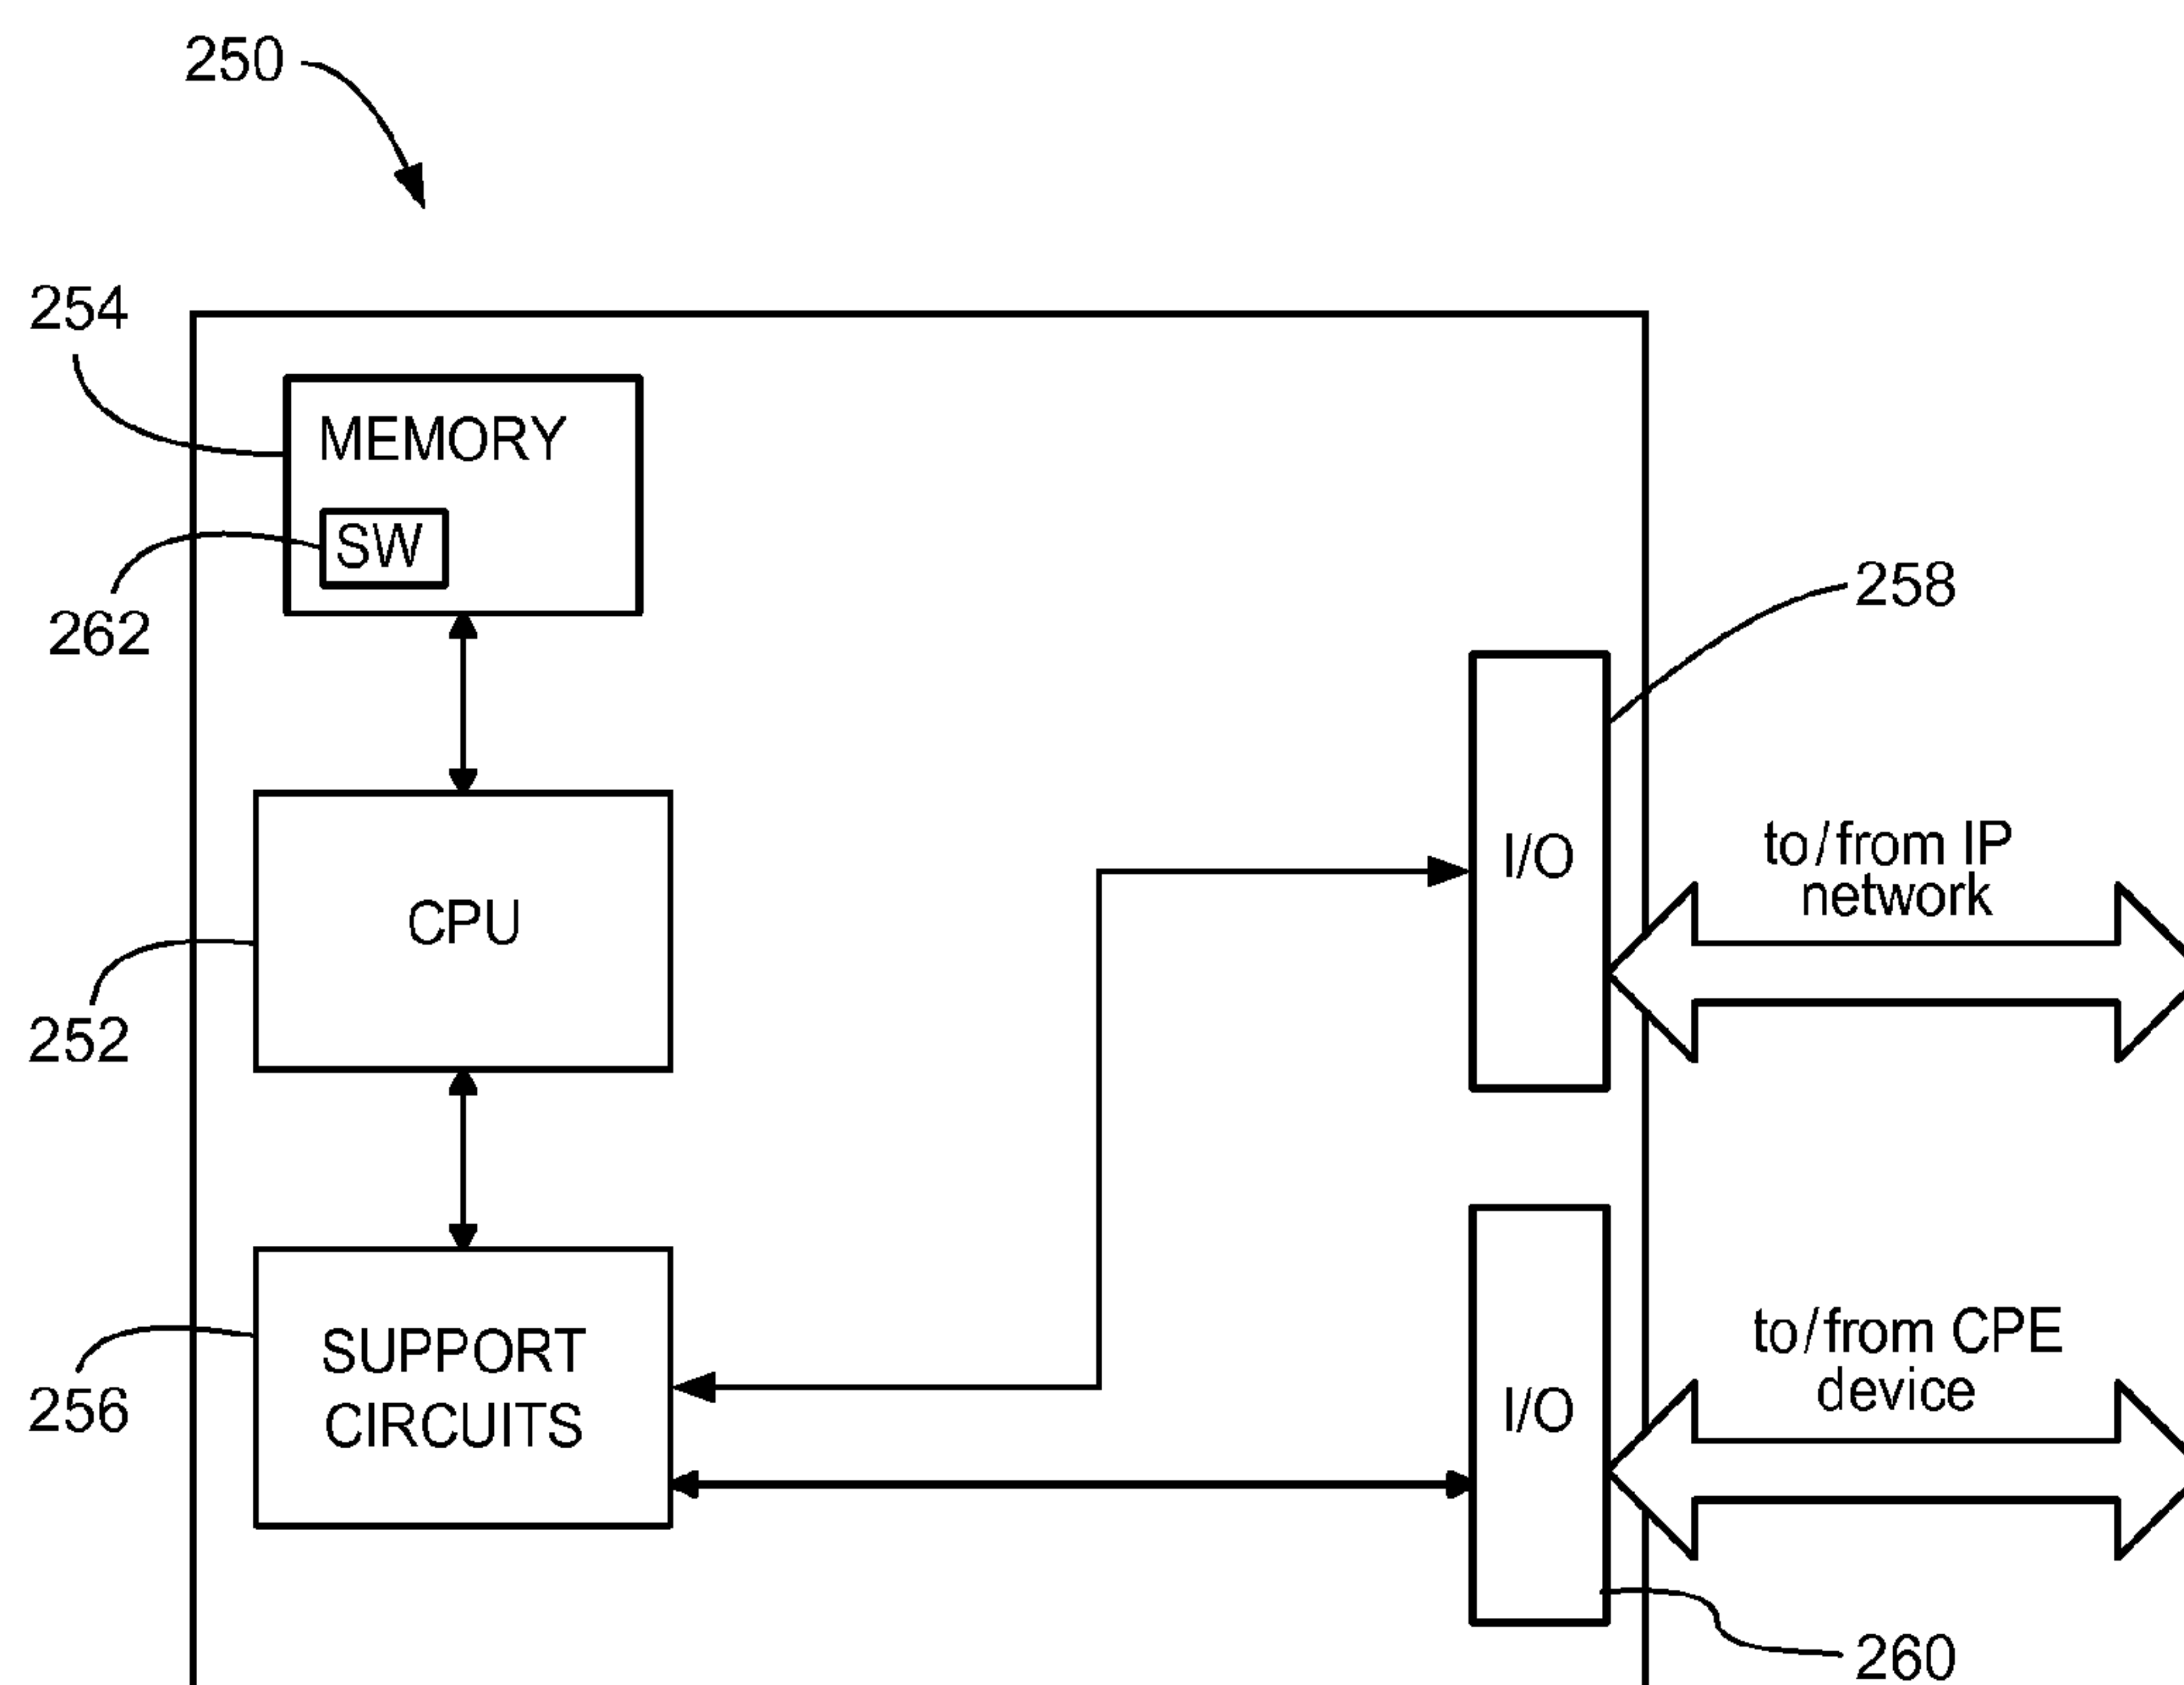 250
254
MEMORY
SW
262
258
I/O
to/from IP
network
CPU
252
SUPPORT
CIRCUITS
256
I/O
to/from CPE
device
260